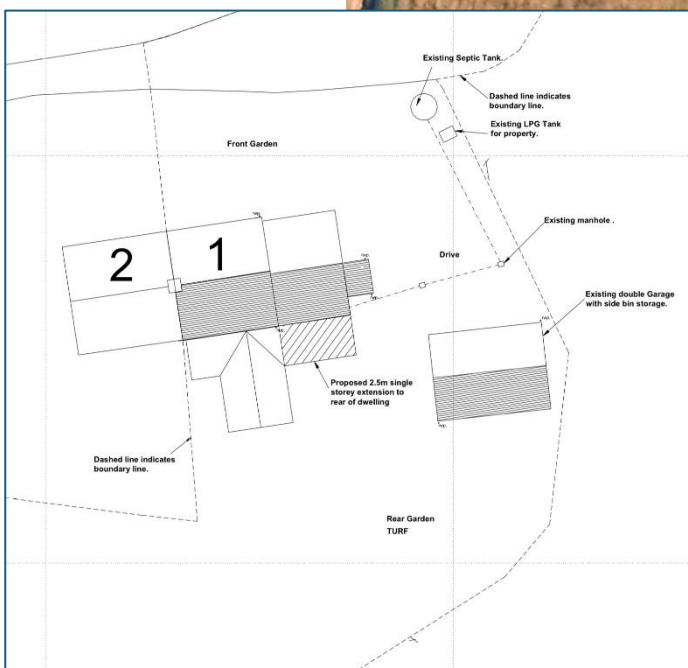 Existing Septic Tank.
Dashed line indicates
boundary line.
Existing LPG Tank
for property.
Front Garden
Existing manhole .
Drive
2
1
Existing double Garage
with side bin storage.
Proposed 2.5m single
storey extension to
rear of dwelling
Dashed line indicates
boundary line.
Rear Garden
TURF